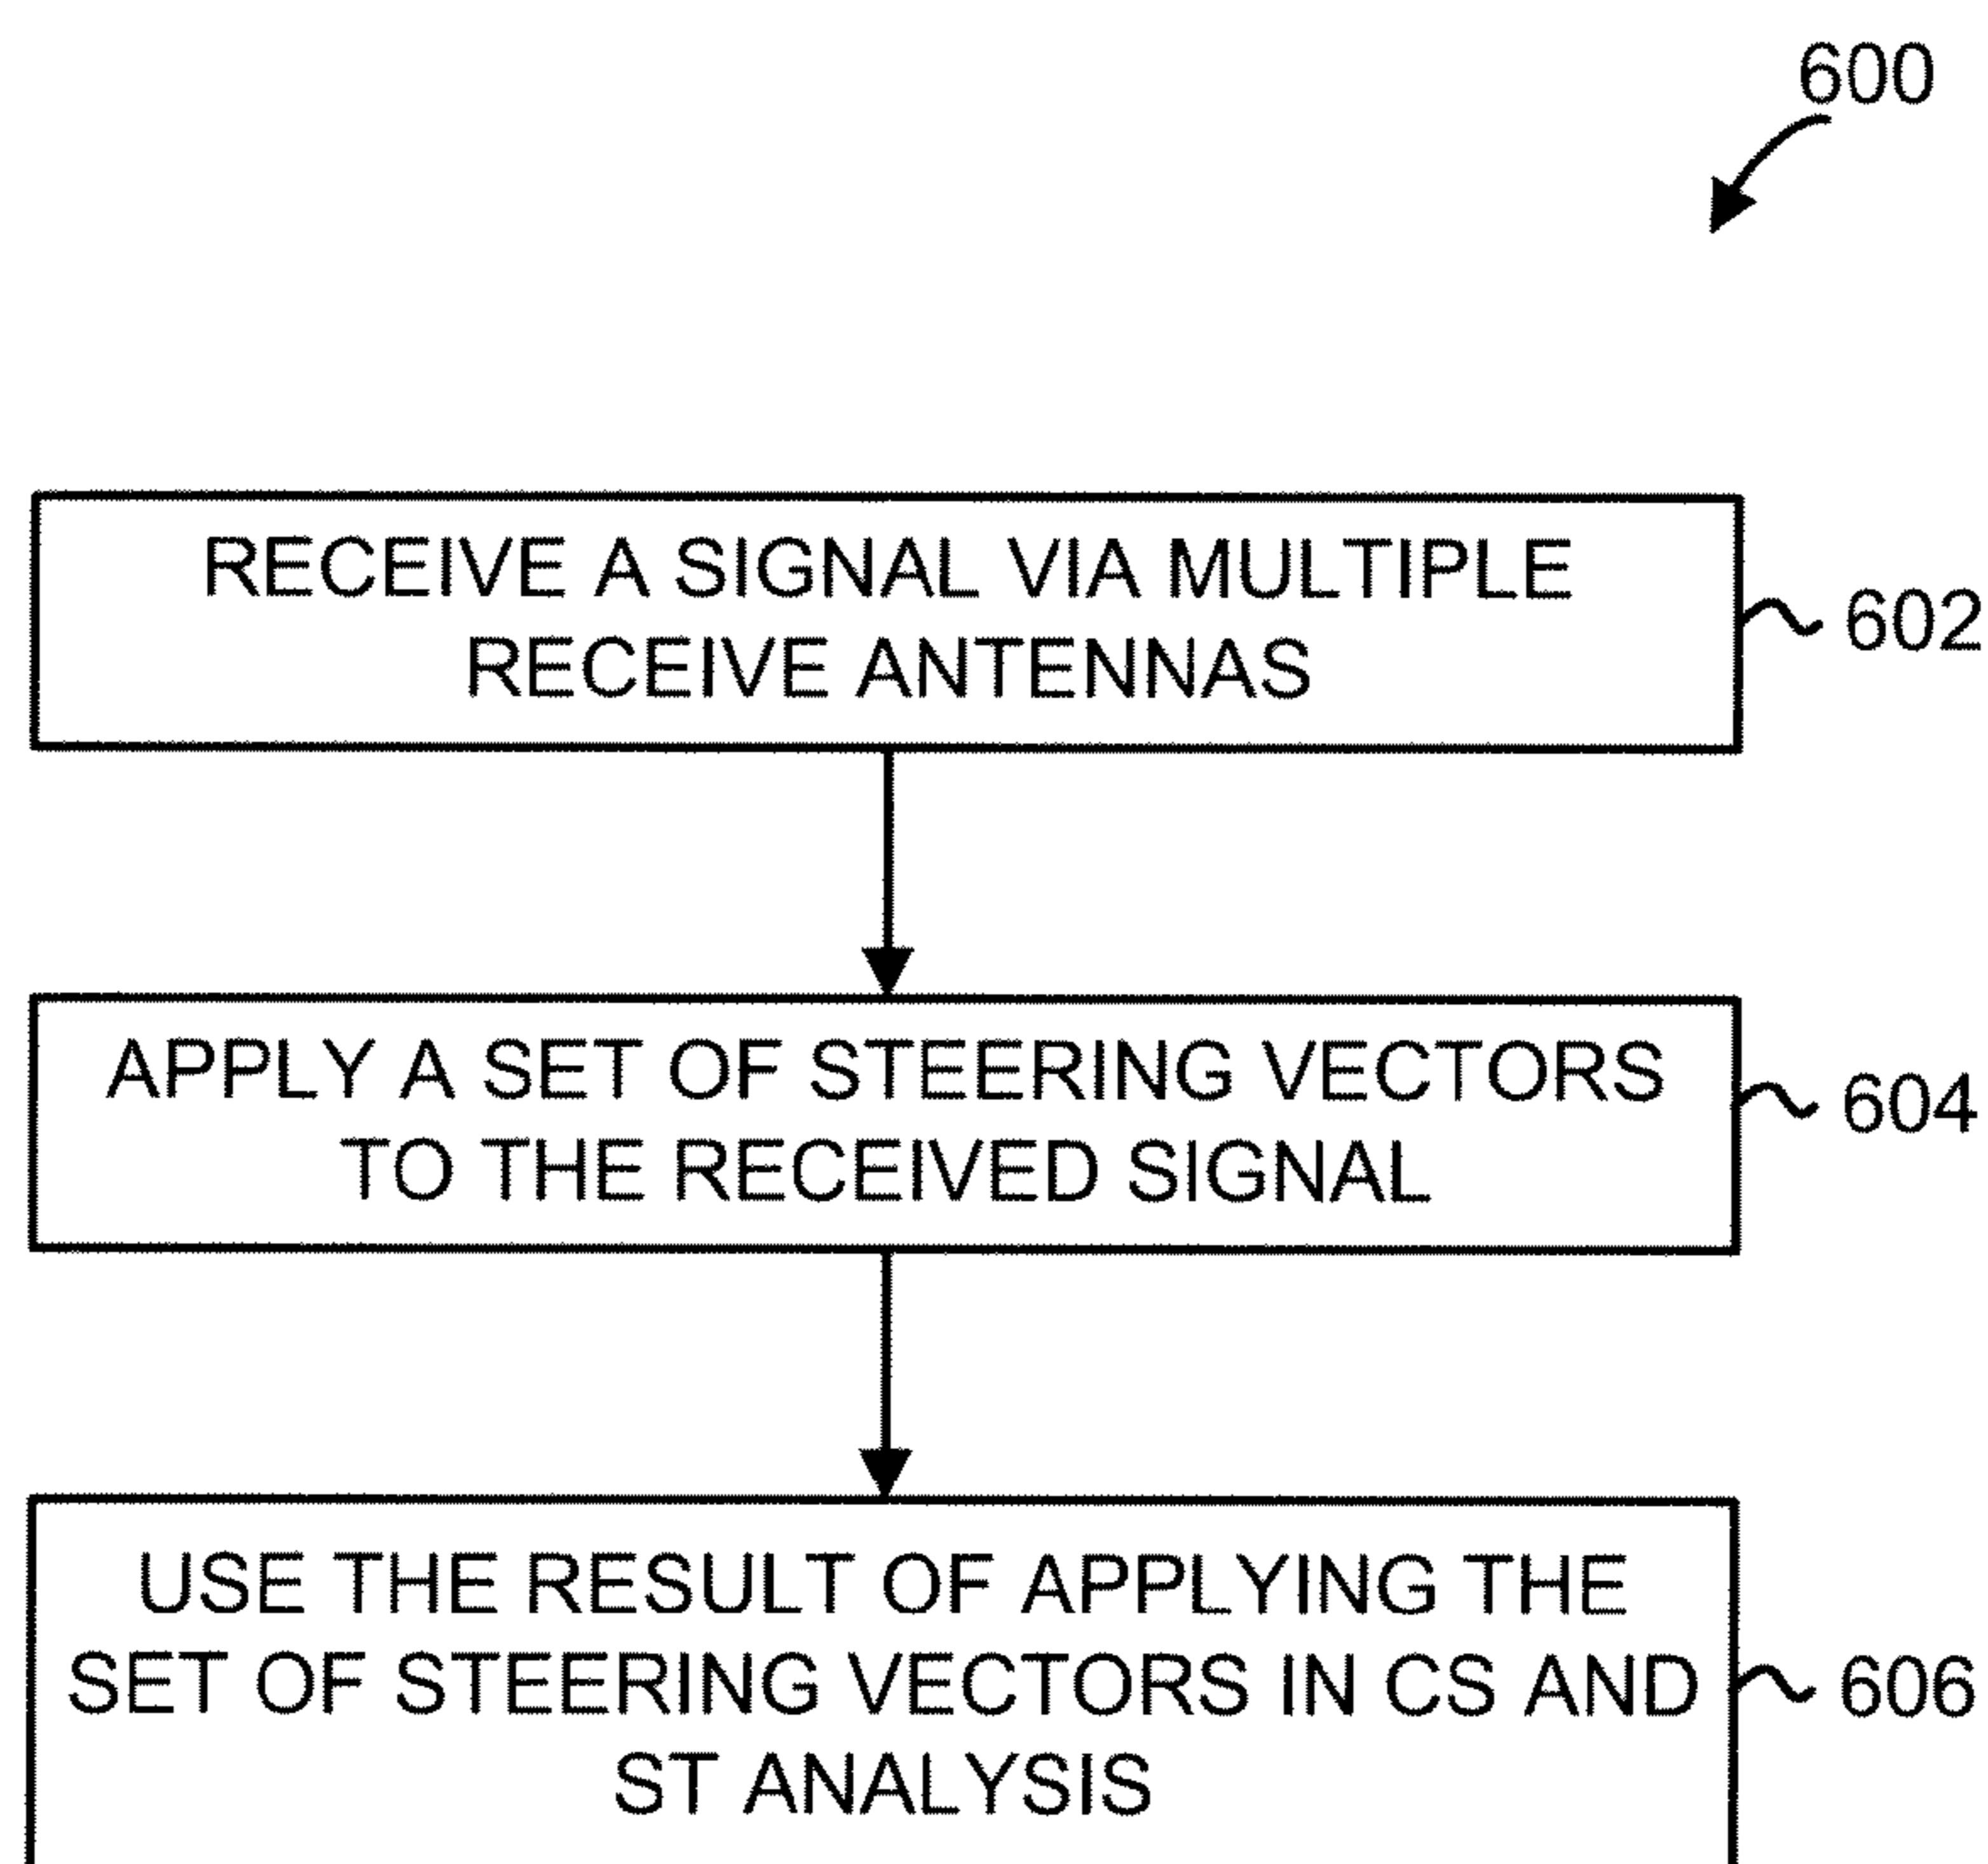 600
RECEIVE A SIGNAL VIA MULTIPLE
RECEIVE ANTENNAS
602
APPLY A SET OF STEERING VECTORS
TO THE RECEIVED SIGNAL
604
USE THE RESULT OF APPLYING THE
SET OF STEERING VECTORS IN CS AND
ST ANALYSIS
606